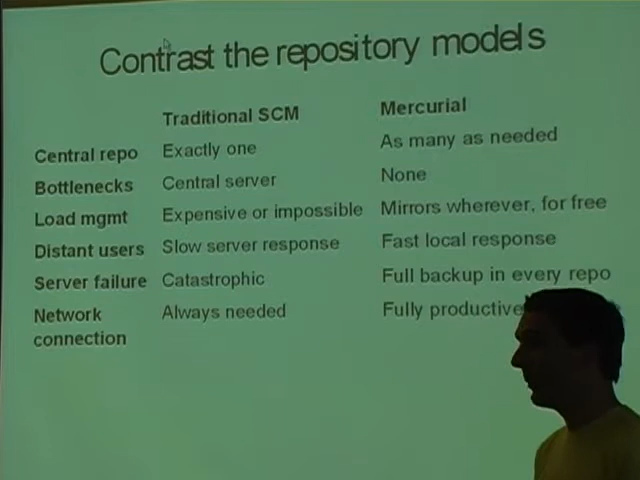 Contrast the repository models
Traditional SCM Mercurial
Central repo Exactly one As many as needed
Bottlenecks Central server None
Load mgmt Expensive or impossible Mirrors wherever, for free
Distant users Slow server response Fast local response
Server failure Catastrophic Full backup in every repo
Network Always needed Fully productive
connection